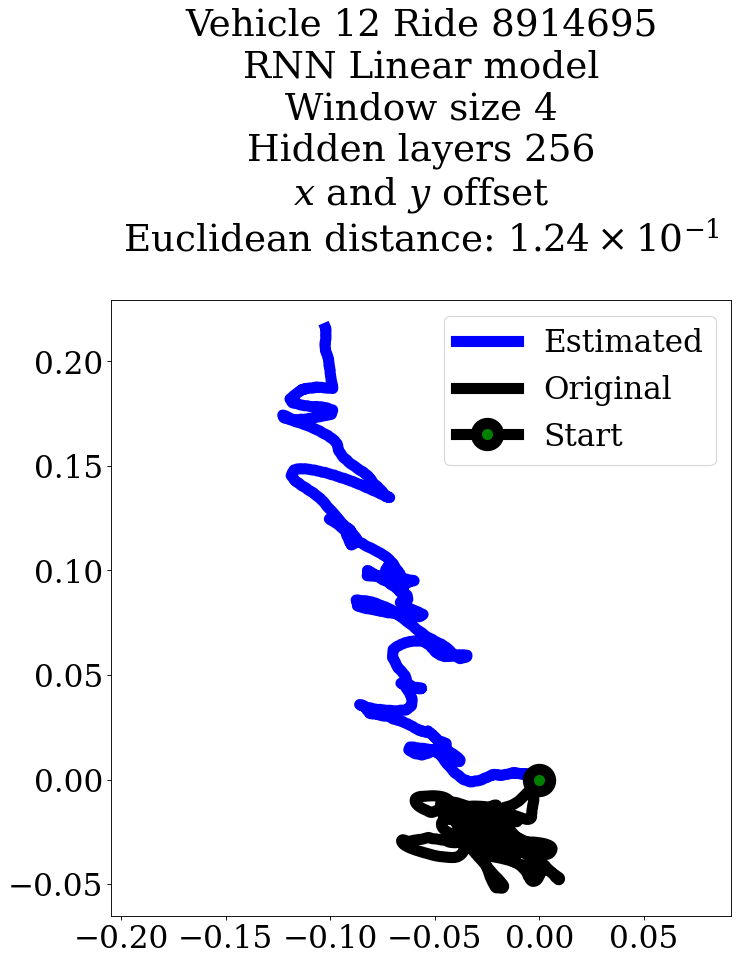 Vehicle 12 Ride 8914695
RNN Linear model
Window size 4
Hidden layers 256
x and y offset
Euclidean distance: 1.24 × 10⁻¹
Estimated
Original
Start
0.20
0.15
0.10
0.05
0.00
−0.05
−0.20 −0.15 −0.10 −0.05 0.00 0.05